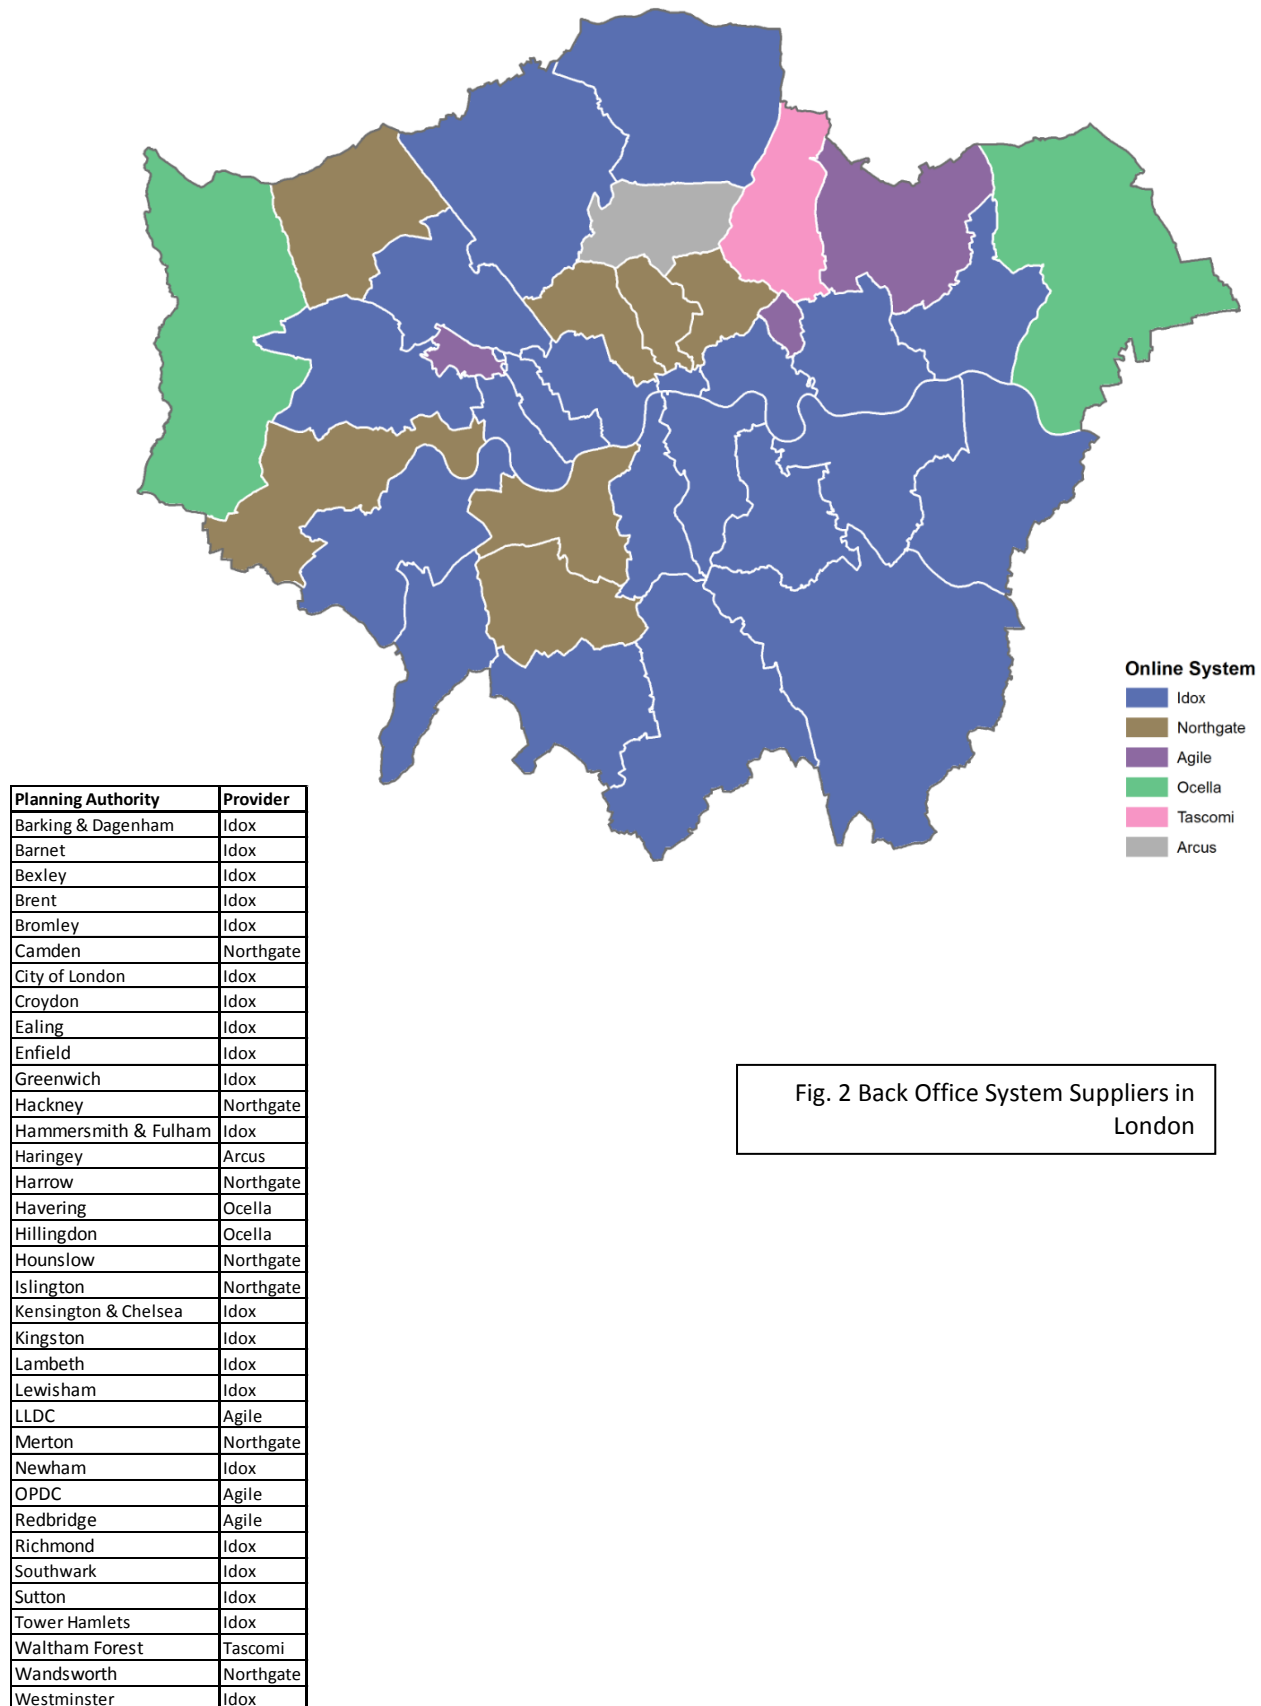 Online System
Idox
Northgate
Agile
Ocella
Tascomi
Arcus
Planning Authority Provider
Barking & Dagenham Idox
Barnet Idox
Bexley Idox
Brent Idox
Bromley Idox
Camden Northgate
City of London Idox
Croydon Idox
Ealing Idox
Enfield Idox
Greenwich Idox
Hackney Northgate
Hammersmith & Fulham Idox
Haringey Arcus
Harrow Northgate
Havering Ocella
Hillingdon Ocella
Hounslow Northgate
Islington Northgate
Kensington & Chelsea Idox
Kingston Idox
Lambeth Idox
Lewisham Idox
LLDC Agile
Merton Northgate
Newham Idox
OPDC Agile
Redbridge Agile
Richmond Idox
Southwark Idox
Sutton Idox
Tower Hamlets Idox
Waltham Forest Tascomi
Wandsworth Northgate
Westminster Idox
Fig. 2 Back Office System Suppliers in
London